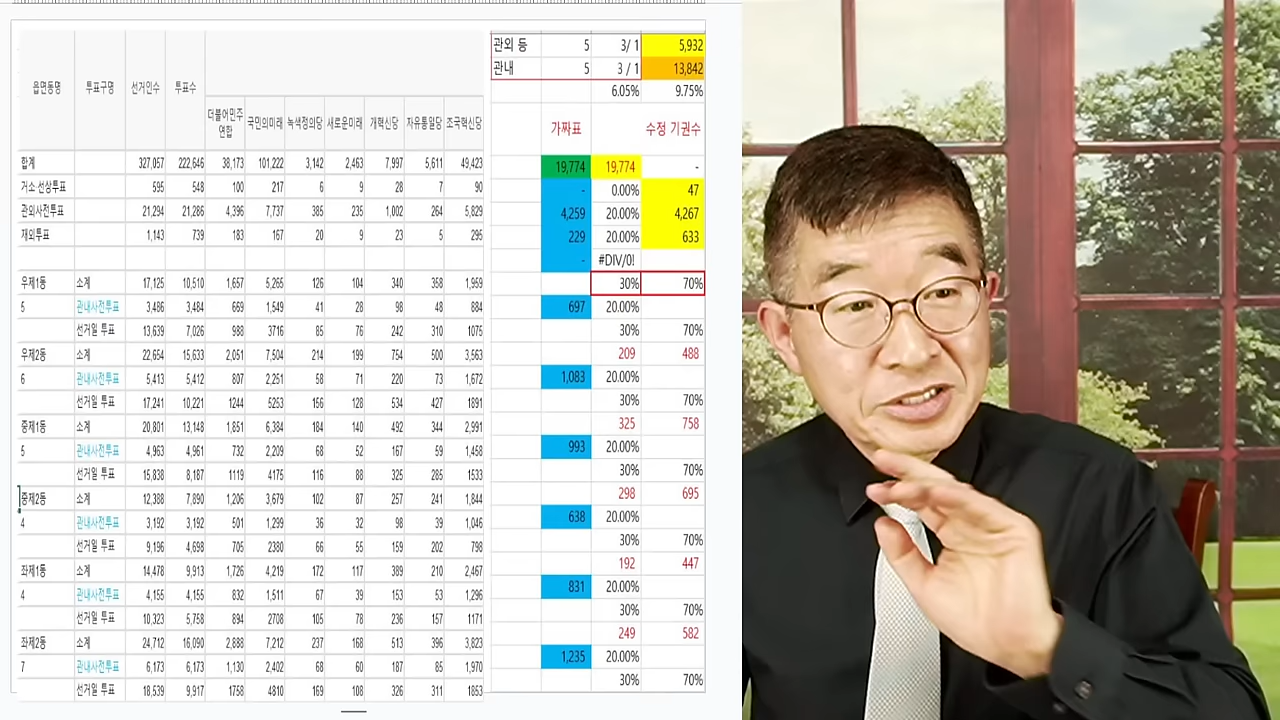 읍면동명 투표구명 선거인수 투표수
더불어민주연합 국민의미래 녹색정의당 새로운미래 개혁신당 자유통일당 조국혁신당
합계 327,057 222,646 38,173 101,222 3,142 2,463 7,997 5,611 49,423
거소·선상투표 595 548 100 217 6 9 28 7 90
관외사전투표 21,294 21,286 4,396 7,737 385 235 1,002 264 5,829
재외투표 1,143 739 183 167 20 9 23 5 295
우제1동 소계 17,125 10,510 1,657 5,265 126 104 340 358 1,959
5 관내사전투표 3,486 3,484 669 1,549 41 28 98 48 884
선거일 투표 13,639 7,026 988 3716 85 76 242 310 1075
우제2동 소계 22,654 15,633 2,051 7,504 214 199 754 500 3,563
6 관내사전투표 5,413 5,412 807 2,251 58 71 220 73 1,672
선거일 투표 17,241 10,221 1244 5253 156 128 534 427 1891
중제1동 소계 20,801 13,148 1,851 6,384 184 140 492 344 2,991
5 관내사전투표 4,963 4,961 732 2,209 68 52 167 59 1,458
선거일 투표 15,838 8,187 1119 4175 116 88 325 285 1533
중제2동 소계 12,388 7,890 1,206 3,679 102 87 257 241 1,844
4 관내사전투표 3,192 3,192 501 1,299 36 32 98 39 1,046
선거일 투표 9,196 4,698 705 2380 66 55 159 202 798
좌제1동 소계 14,478 9,913 1,726 4,219 172 117 389 210 2,467
4 관내사전투표 4,155 4,155 832 1,511 67 39 153 53 1,296
선거일 투표 10,323 5,758 894 2708 105 78 236 157 1171
좌제2동 소계 24,712 16,090 2,888 7,212 237 168 513 396 3,823
7 관내사전투표 6,173 6,173 1,130 2,402 68 60 187 85 1,970
선거일 투표 18,539 9,917 1758 4810 169 108 326 311 1853
관외 등 5 3/ 1 5,932
관내 5 3 / 1 13,842
6.05% 9.75%
가짜표 수정 기권수
19,774 19,774 -
- 0.00% 47
4,259 20.00% 4,267
229 20.00% 633
- #DIV/0!
30% 70%
697 20.00%
30% 70%
209 488
1,083 20.00%
30% 70%
325 758
993 20.00%
30% 70%
298 695
638 20.00%
30% 70%
192 447
831 20.00%
30% 70%
249 582
1,235 20.00%
30% 70%